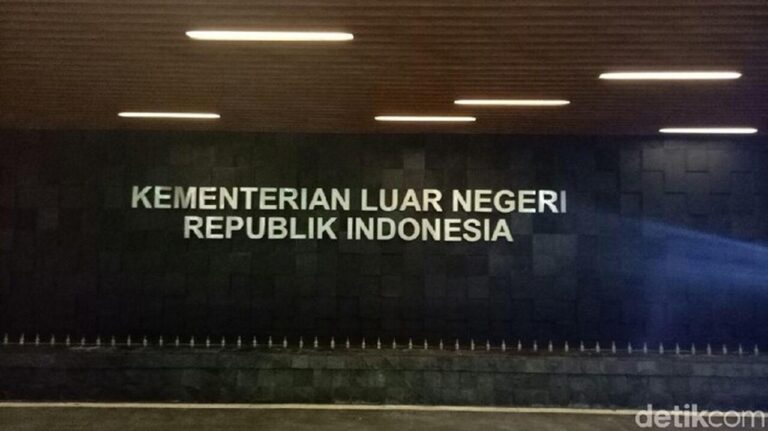 KEMENTERIAN LUAR NEGERI
REPUBLIK INDONESIA
detikcom